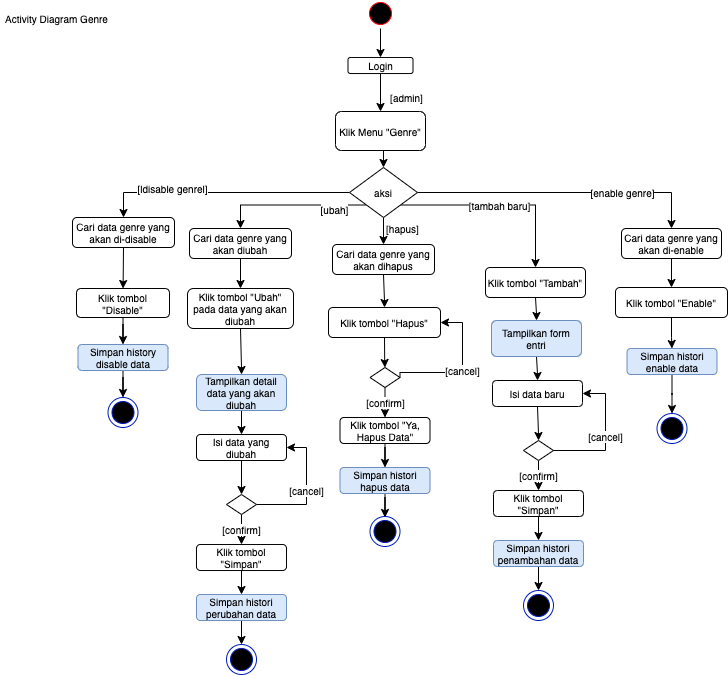 Activity Diagram Genre
Login
[admin]
Klik Menu "Genre"
aksi
[ldisable genrel]
[ubah]
[hapus]
[tambah baru]
[enable genre]
Cari data genre yang
akan di-disable
Klik tombol
"Disable"
Simpan history
disable data
Cari data genre yang
akan diubah
Klik tombol "Ubah"
pada data yang akan
diubah
Tampilkan detail
data yang akan
diubah
Isi data yang
diubah
[cancel]
[confirm]
Klik tombol
"Simpan"
Simpan histori
perubahan data
Cari data genre yang
akan dihapus
Klik tombol "Hapus"
[cancel]
[confirm]
Klik tombol "Ya,
Hapus Data"
Simpan histori
hapus data
Klik tombol "Tambah"
Tampilkan form
entri
Isi data baru
[cancel]
[confirm]
Klik tombol
"Simpan"
Simpan histori
penambahan data
Cari data genre yang
akan di-enable
Klik tombol "Enable"
Simpan histori
enable data